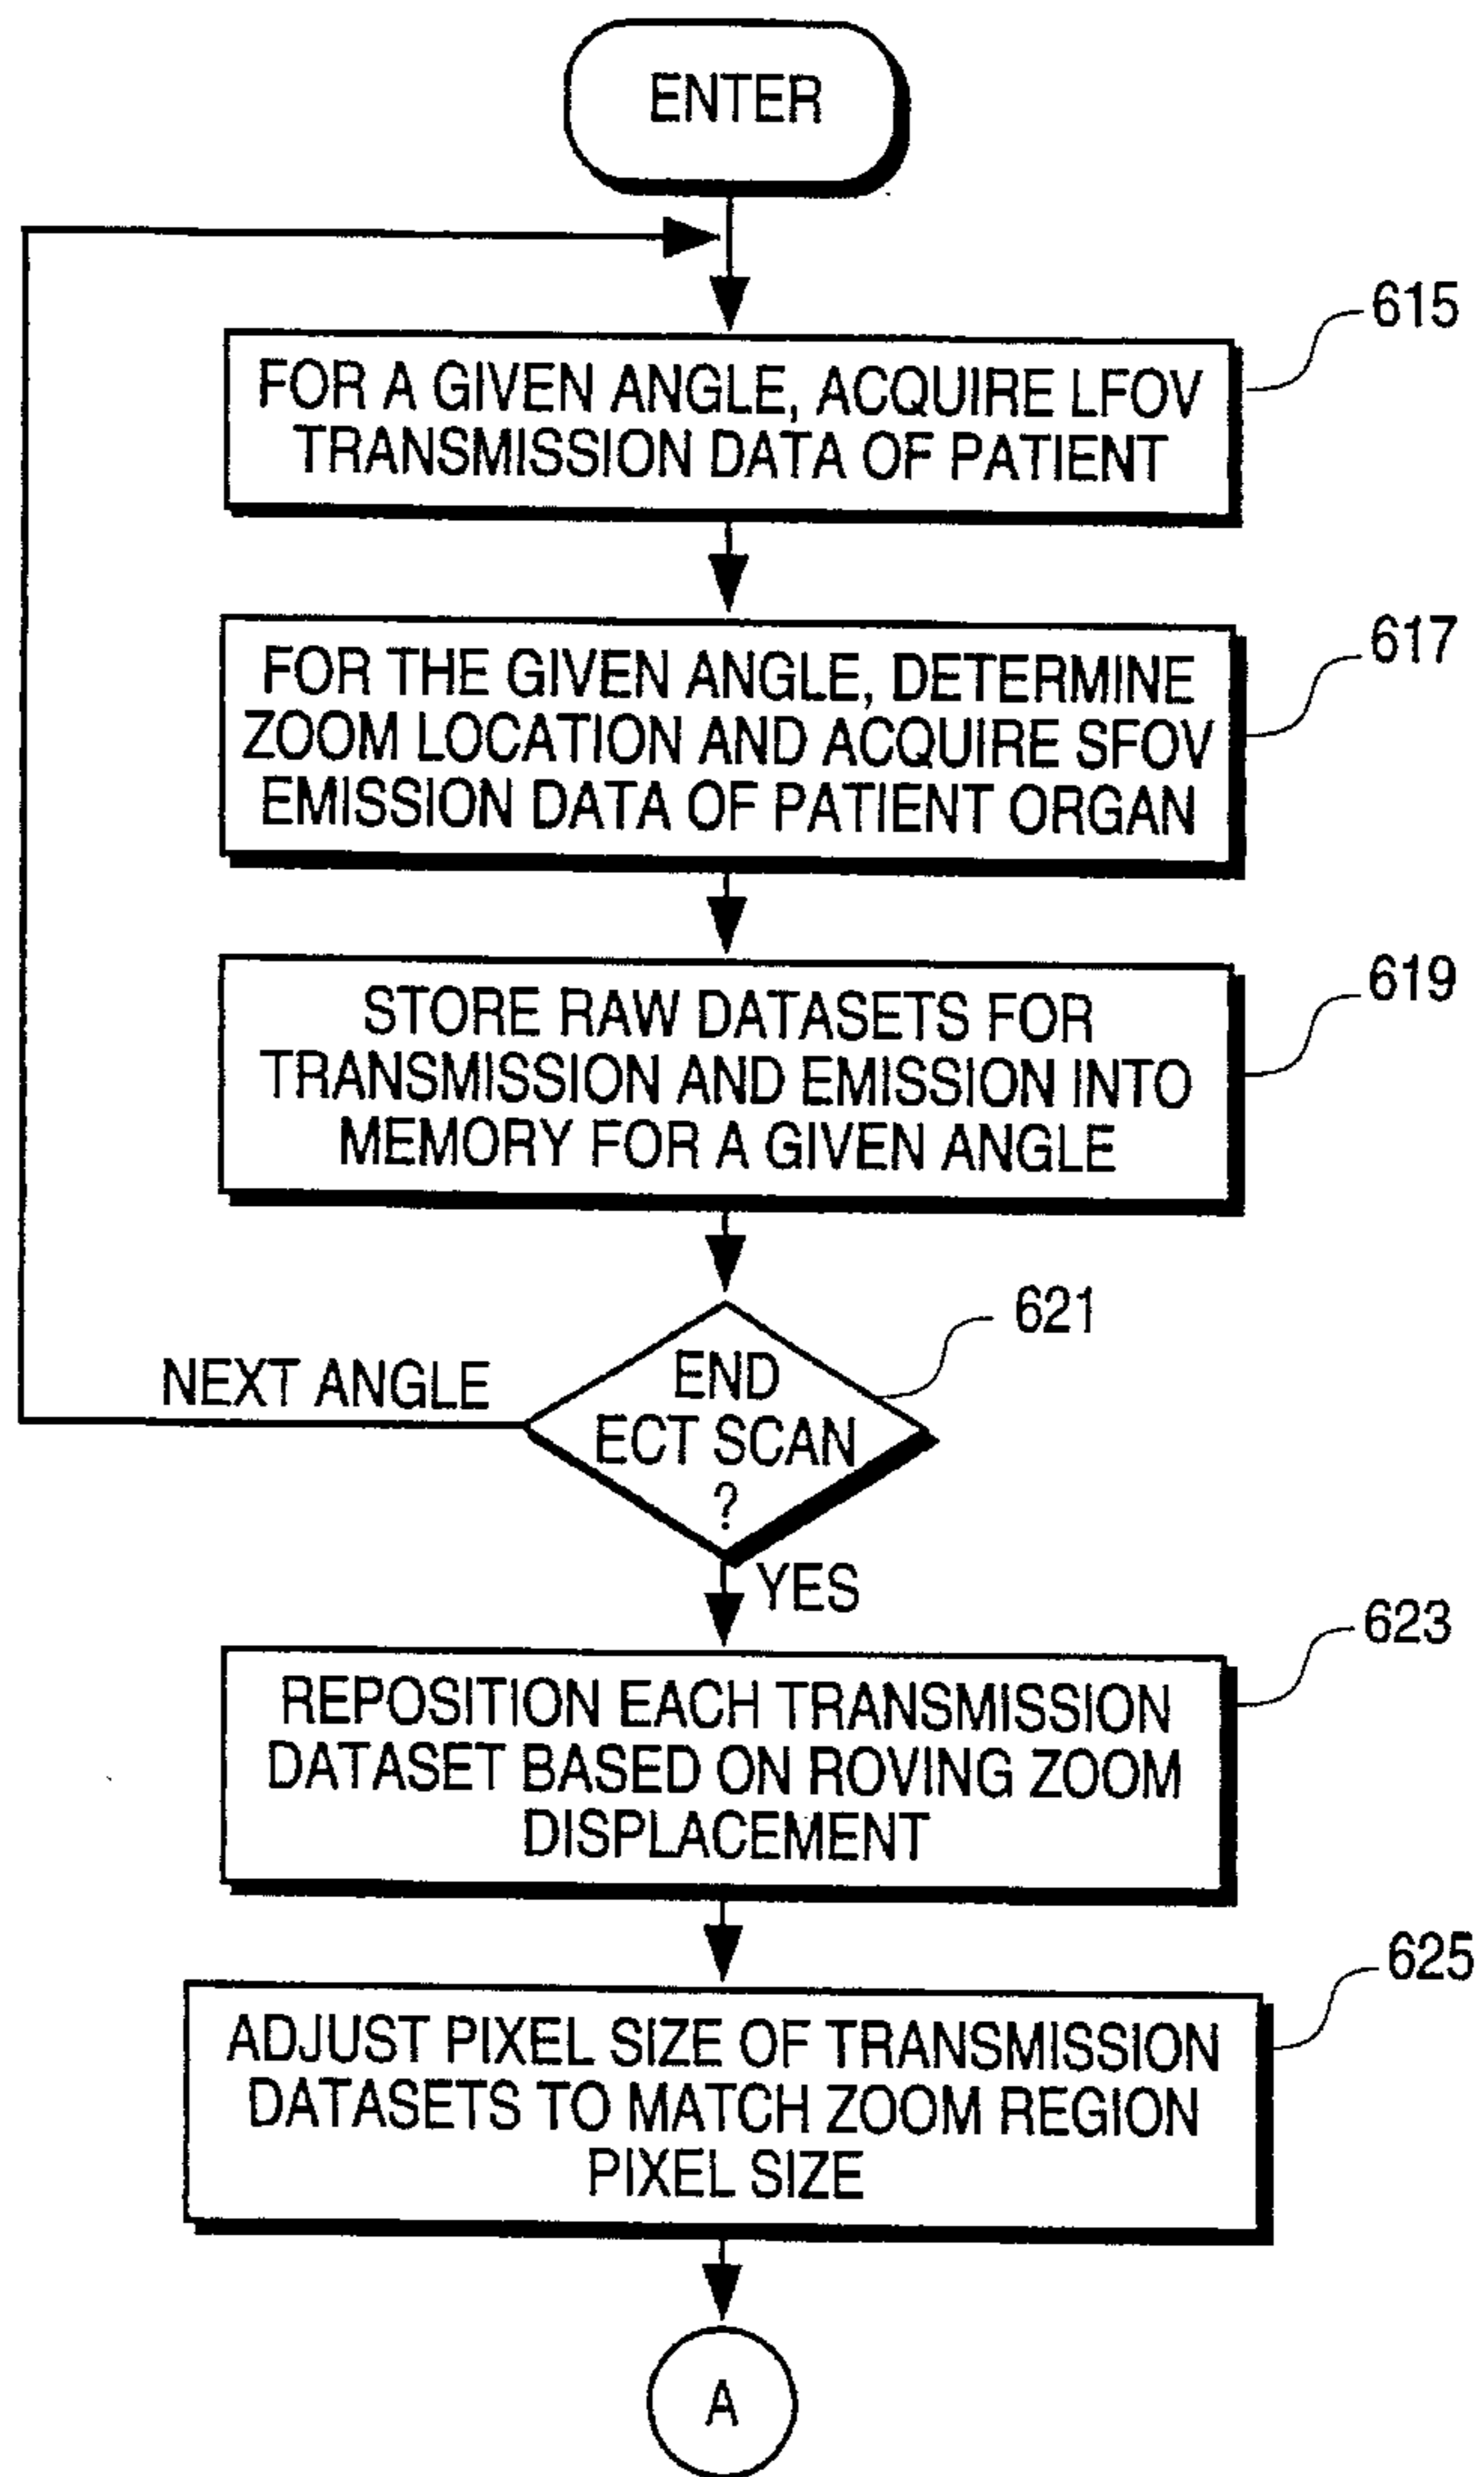 ENTER
615
FOR A GIVEN ANGLE, ACQUIRE LFOV
TRANSMISSION DATA OF PATIENT
617
FOR THE GIVEN ANGLE, DETERMINE
ZOOM LOCATION AND ACQUIRE SFOV
EMISSION DATA OF PATIENT ORGAN
619
STORE RAW DATASETS FOR
TRANSMISSION AND EMISSION INTO
MEMORY FOR A GIVEN ANGLE
621
NEXT ANGLE
END
ECT SCAN
?
YES
623
REPOSITION EACH TRANSMISSION
DATASET BASED ON ROVING ZOOM
DISPLACEMENT
625
ADJUST PIXEL SIZE OF TRANSMISSION
DATASETS TO MATCH ZOOM REGION
PIXEL SIZE
A